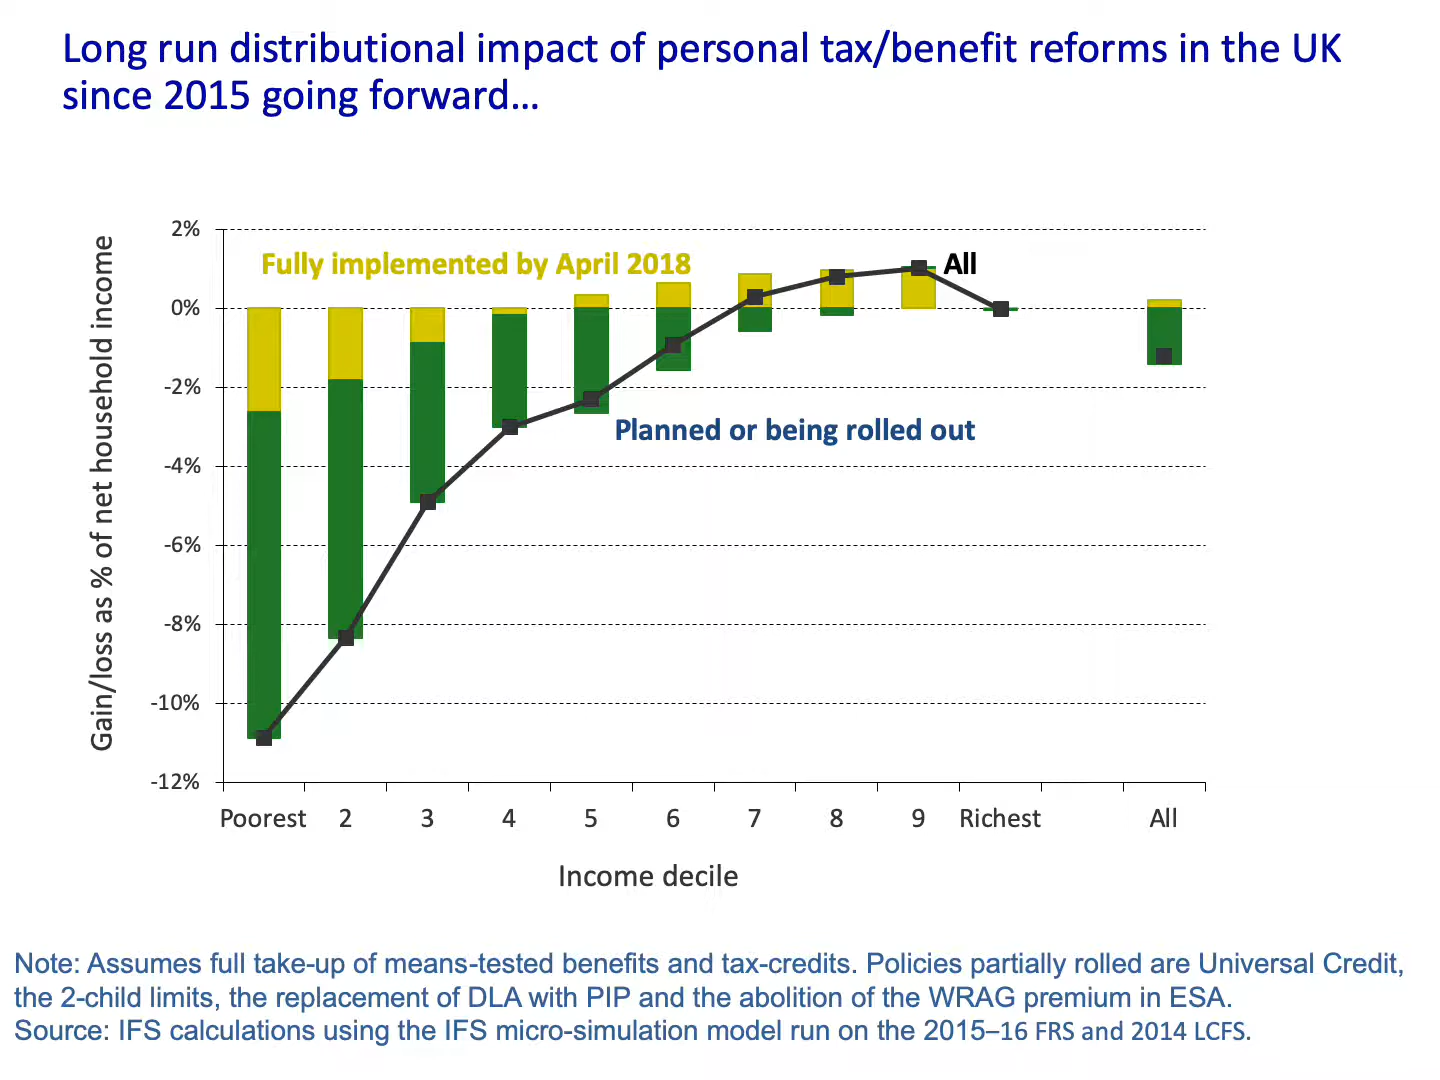 Long run distributional impact of personal tax/benefit reforms in the UK
since 2015 going forward...
Gain/loss as % of net household income
2%
0%
-2%
-4%
-6%
-8%
-10%
-12%
Fully implemented by April 2018
All
Planned or being rolled out
Poorest 2 3 4 5 6 7 8 9 Richest All
Income decile
Note: Assumes full take-up of means-tested benefits and tax-credits. Policies partially rolled are Universal Credit,
the 2-child limits, the replacement of DLA with PIP and the abolition of the WRAG premium in ESA.
Source: IFS calculations using the IFS micro-simulation model run on the 2015–16 FRS and 2014 LCFS.